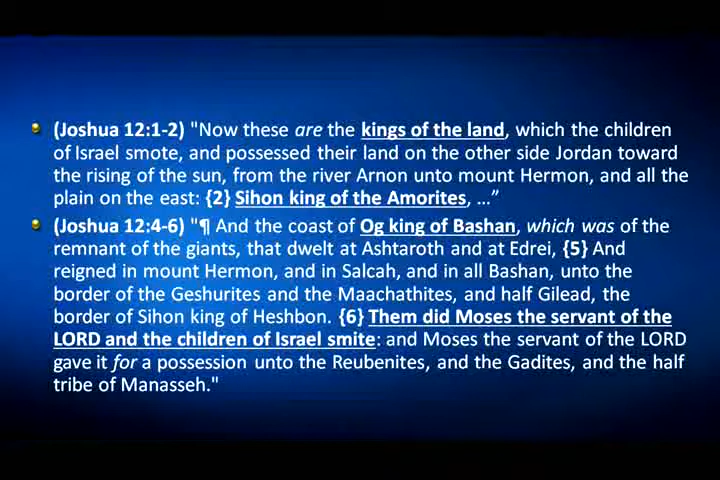 (Joshua 12:1-2) "Now these are the kings of the land, which the children
of Israel smote, and possessed their land on the other side Jordan toward
the rising of the sun, from the river Arnon unto mount Hermon, and all the
plain on the east: {2} Sihon king of the Amorites, …”
(Joshua 12:4-6) "¶ And the coast of Og king of Bashan, which was of the
remnant of the giants, that dwelt at Ashtaroth and at Edrei, {5} And
reigned in mount Hermon, and in Salcah, and in all Bashan, unto the
border of the Geshurites and the Maachathites, and half Gilead, the
border of Sihon king of Heshbon. {6} Them did Moses the servant of the
LORD and the children of Israel smite: and Moses the servant of the LORD
gave it for a possession unto the Reubenites, and the Gadites, and the half
tribe of Manasseh."